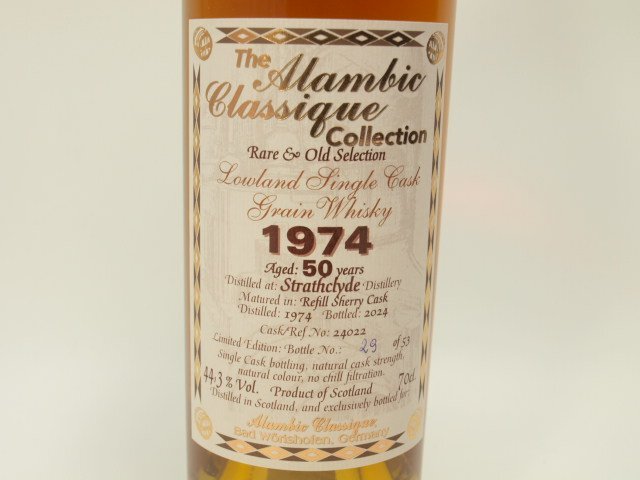 The Alambic
Classique
Collection
Rare & Old Selection
Lowland Single Cask
Grain Whisky
1974
Aged: 50 years
Distilled at: Strathclyde Distillery
Matured in: Refill Sherry Cask
Distilled: 1974 Bottled: 2024
Cask/Ref No: 24022
Limited Edition: Bottle No.: 29 of 53
Single Cask bottling, natural cask strength,
natural colour, no chill filtration.
44.3 % Vol. Product of Scotland 70cl.
Distilled in Scotland, and exclusively bottled for:
Alambic Classique,
Bad Wörishofen, Germany